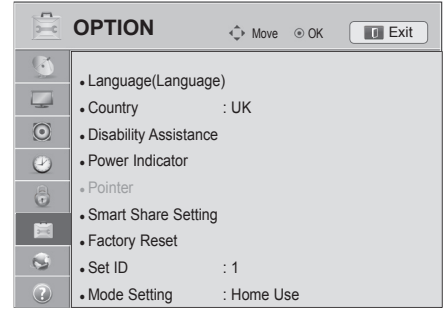 OPTION
Move
OK
Exit
• Language(Language)
• Country : UK
• Disability Assistance
• Power Indicator
• Pointer
• Smart Share Setting
• Factory Reset
• Set ID : 1
• Mode Setting : Home Use